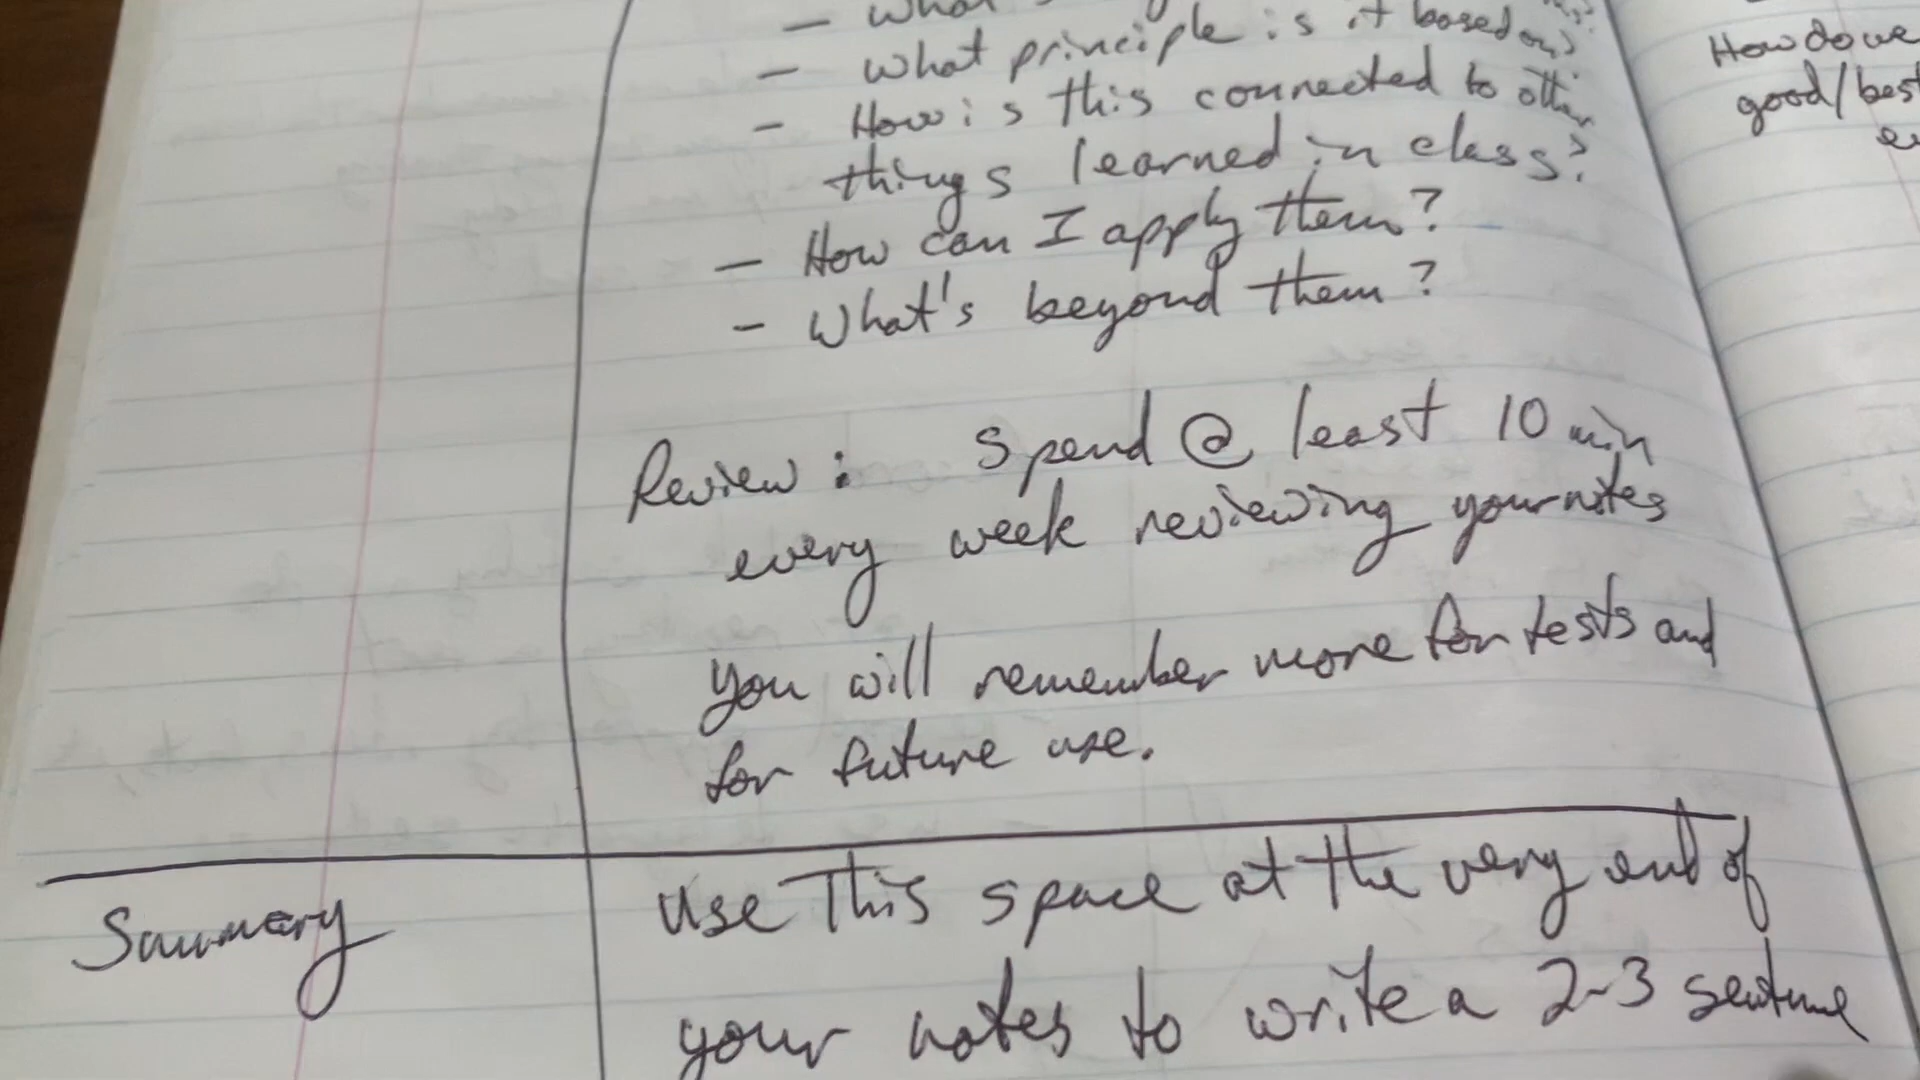 - What
- What principle is it based on?
- How is this connected to other
things learned in class?
- How can I apply them?
- What's beyond them?
Review: Spend @ least 10 min
every week reviewing your notes
you will remember more for tests and
for future use.
Summary
Use This space at the very end of
your notes to write a 2-3 sentence
How do we
good/best